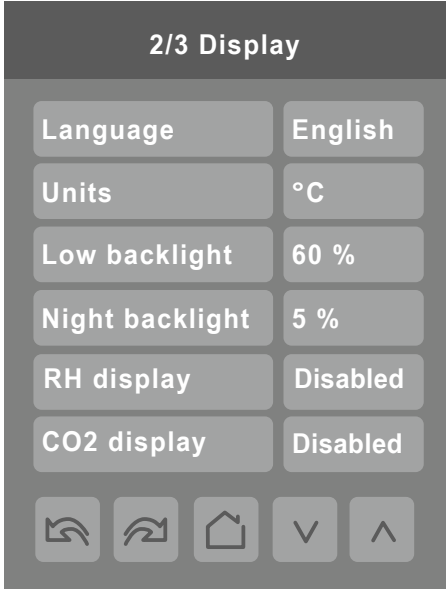 2/3 Display
Language English
Units °C
Low backlight 60 %
Night backlight 5 %
RH display Disabled
CO2 display Disabled